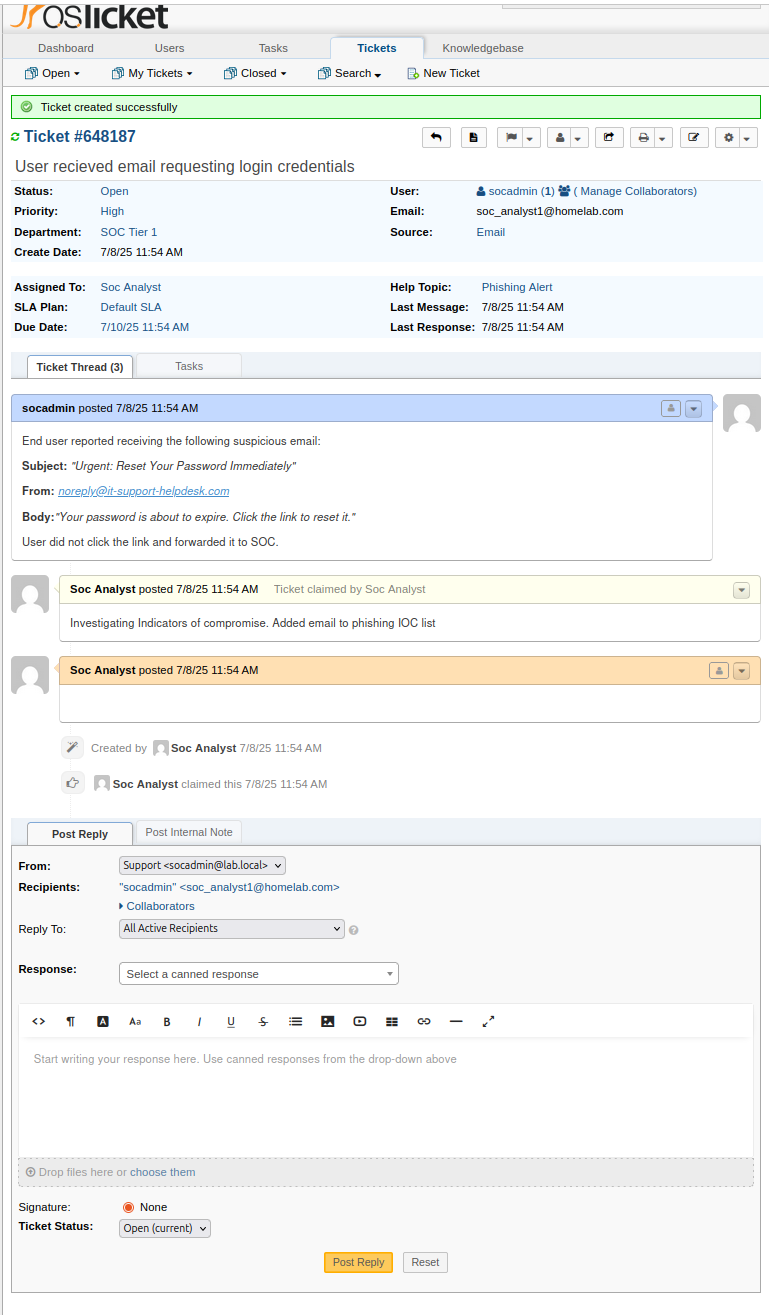 osTicket
Dashboard Users Tasks Tickets Knowledgebase
Open My Tickets Closed Search New Ticket
Ticket created successfully
Ticket #648187
User recieved email requesting login credentials
Status: Open User: socadmin (1) ( Manage Collaborators)
Priority: High Email: soc_analyst1@homelab.com
Department: SOC Tier 1 Source: Email
Create Date: 7/8/25 11:54 AM
Assigned To: Soc Analyst Help Topic: Phishing Alert
SLA Plan: Default SLA Last Message: 7/8/25 11:54 AM
Due Date: 7/10/25 11:54 AM Last Response: 7/8/25 11:54 AM
Ticket Thread (3) Tasks
socadmin posted 7/8/25 11:54 AM
End user reported receiving the following suspicious email:
Subject: "Urgent: Reset Your Password Immediately"
From: noreply@it-support-helpdesk.com
Body:"Your password is about to expire. Click the link to reset it."
User did not click the link and forwarded it to SOC.
Soc Analyst posted 7/8/25 11:54 AM Ticket claimed by Soc Analyst
Investigating Indicators of compromise. Added email to phishing IOC list
Soc Analyst posted 7/8/25 11:54 AM
Created by Soc Analyst 7/8/25 11:54 AM
Soc Analyst claimed this 7/8/25 11:54 AM
Post Reply Post Internal Note
From: Support <socadmin@lab.local>
Recipients: "socadmin" <soc_analyst1@homelab.com>
Collaborators
Reply To: All Active Recipients
Response: Select a canned response
<> ¶ A Aa B I U S
Start writing your response here. Use canned responses from the drop-down above
Drop files here or choose them
Signature: None
Ticket Status: Open (current)
Post Reply Reset